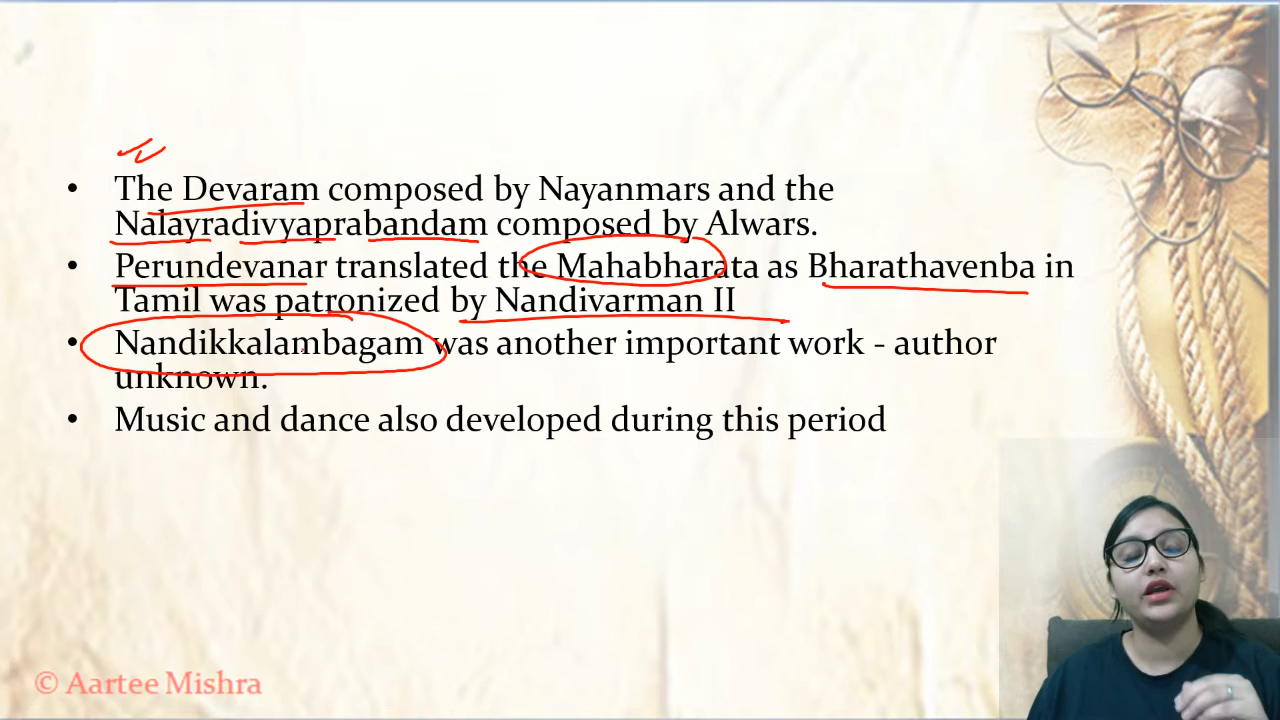 • The Devaram composed by Nayanmars and the
Nalayradivyaprabandam composed by Alwars.
• Perundevanar translated the Mahabharata as Bharathavenba in
Tamil was patronized by Nandivarman II
• Nandikkalambagam was another important work - author
unknown.
• Music and dance also developed during this period
© Aartee Mishra